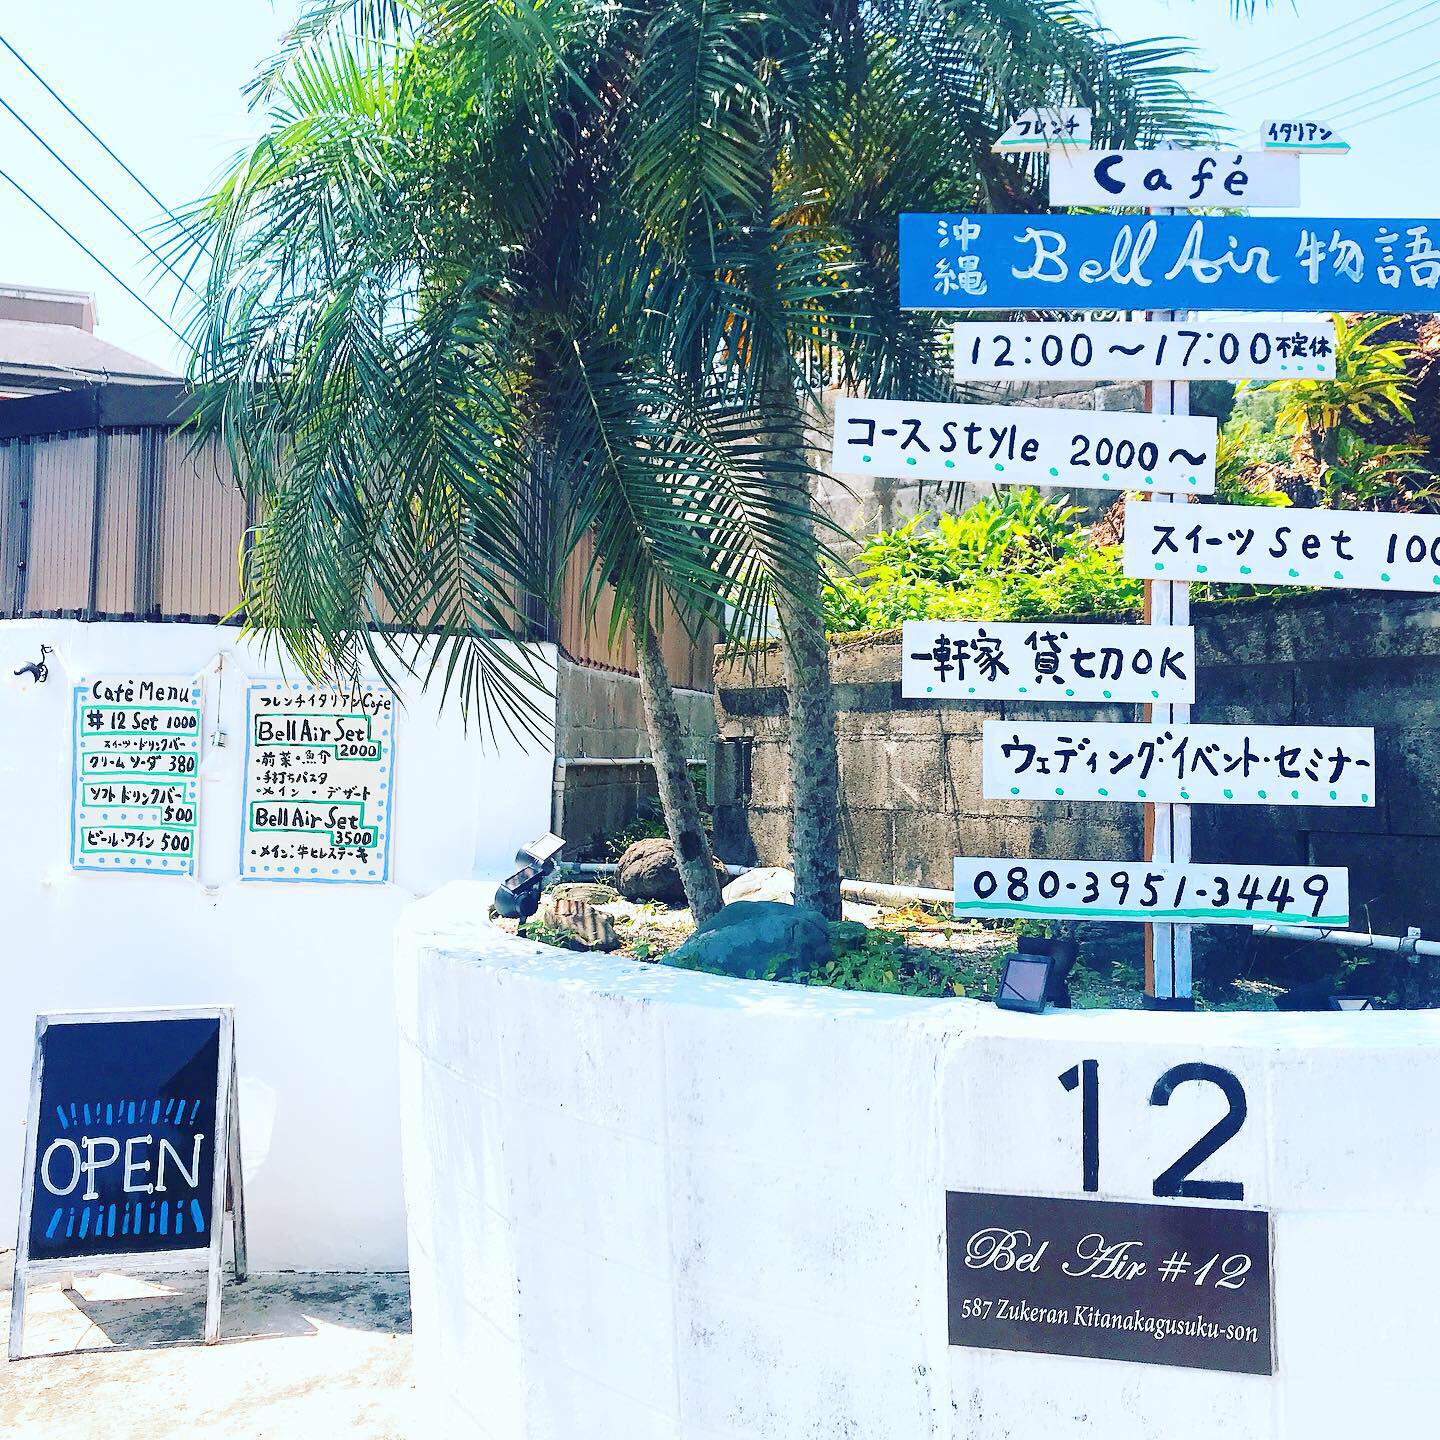 フレンチ
イタリアン
Café
沖縄 Bell Air 物語
12:00~17:00 不定休
コースstyle 2000~
スイーツ set 100
一軒家 貸切OK
ウェディング・イベント・セミナー
080-3951-3449
Café Menu
#12 Set 1000
スイーツ・ドリンクバー
クリームソーダ 380
ソフトドリンクバー
500
ビール・ワイン 500
フレンチイタリアンCafe
Bell Air Set
2000
・前菜・魚介
・手打ちパスタ
・メイン・デザート
Bell Air Set
3500
・メイン:牛ヒレステーキ
OPEN
12
Bel Air #12
587 Zukeran Kitanakagusuku-son